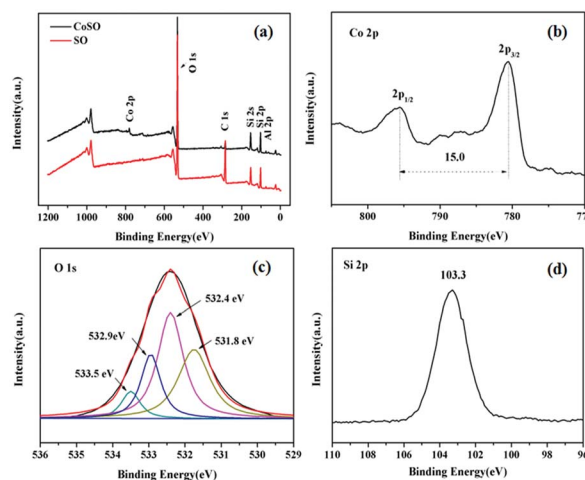 CoSO
SO
(a)
O 1s
Co 2p
C 1s
Si 2s
Si 2p
Al 2p
Intensity(a.u.)
1200 1000 800 600 400 200 0
Binding Energy(eV)
Co 2p
(b)
2p3/2
2p1/2
15.0
Intensity(a.u.)
800 790 780 770
Binding Energy(eV)
O 1s
(c)
532.4 eV
532.9eV
531.8 eV
533.5 eV
Intensity(a.u.)
536 535 534 533 532 531 530 529
Binding Energy(eV)
Si 2p
(d)
103.3
Intensity(a.u.)
110 108 106 104 102 100 98 96
Binding Energy(eV)